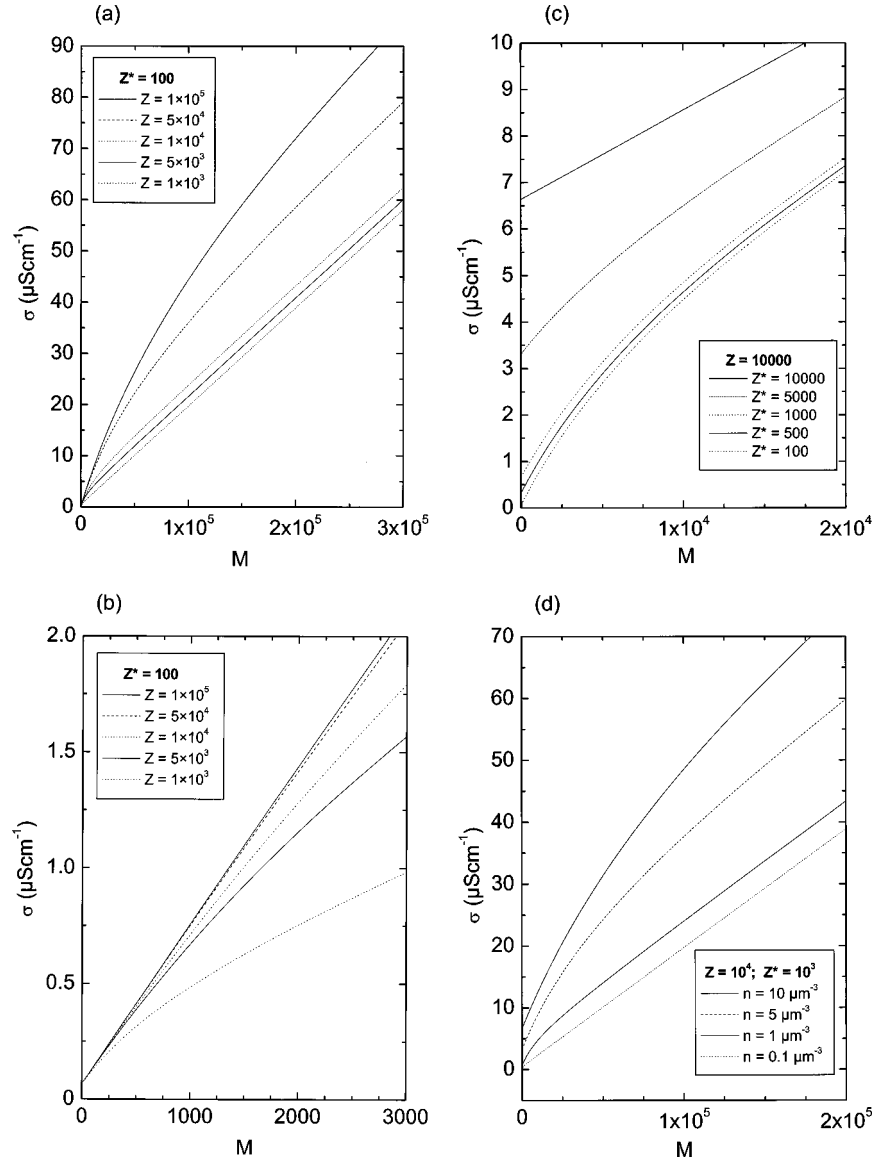 (a)
90
80
70
60
50
40
30
20
10
0
σ (μScm⁻¹)
Z* = 100
Z = 1×10⁵
Z = 5×10⁴
Z = 1×10⁴
Z = 5×10³
Z = 1×10³
0 1x10⁵ 2x10⁵ 3x10⁵
M
(c)
10
9
8
7
6
5
4
3
2
1
0
σ (μScm⁻¹)
Z = 10000
Z* = 10000
Z* = 5000
Z* = 1000
Z* = 500
Z* = 100
0 1x10⁴ 2x10⁴
M
(b)
2.0
1.5
1.0
0.5
0
σ (μScm⁻¹)
Z* = 100
Z = 1×10⁵
Z = 5×10⁴
Z = 1×10⁴
Z = 5×10³
Z = 1×10³
0 1000 2000 3000
M
(d)
70
60
50
40
30
20
10
0
σ (μScm⁻¹)
Z = 10⁴; Z* = 10³
n = 10 μm⁻³
n = 5 μm⁻³
n = 1 μm⁻³
n = 0.1 μm⁻³
0 1x10⁵ 2x10⁵
M